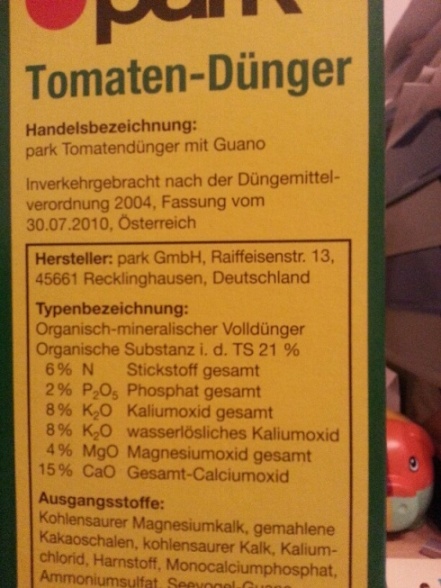 park
Tomaten-Dünger
Handelsbezeichnung:
park Tomatendünger mit Guano
Inverkehrgebracht nach der Düngemittel-
verordnung 2004, Fassung vom
30.07.2010, Österreich
Hersteller: park GmbH, Raiffeisenstr. 13,
45661 Recklinghausen, Deutschland
Typenbezeichnung:
Organisch-mineralischer Volldünger
Organische Substanz i. d. TS 21 %
6 % N Stickstoff gesamt
2 % P₂O₅ Phosphat gesamt
8 % K₂O Kaliumoxid gesamt
8 % K₂O wasserlösliches Kaliumoxid
4 % MgO Magnesiumoxid gesamt
15 % CaO Gesamt-Calciumoxid
Ausgangsstoffe:
Kohlensaurer Magnesiumkalk, gemahlene
Kakaoschalen, kohlensaurer Kalk, Kalium-
chlorid, Harnstoff, Monocalciumphosphat,
Ammoniumsulfat, Seevogel-Guano